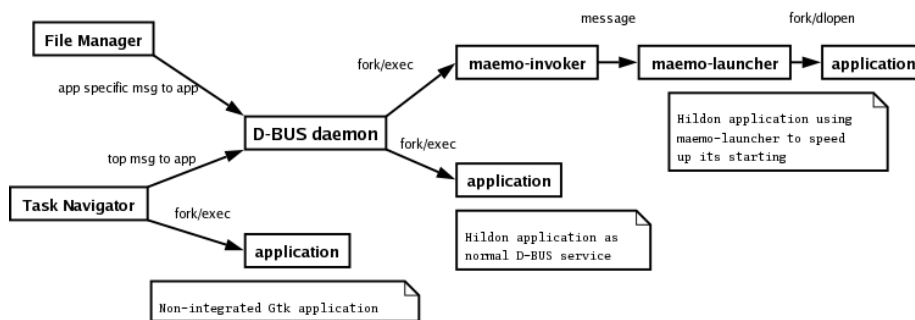 message
fork/dlopen
File Manager
fork/exec
maemo-invoker
maemo-launcher
application
app specific msg to app
Hildon application using
maemo-launcher to speed
up its starting
D-BUS daemon
fork/exec
top msg to app
application
Task Navigator
fork/exec
Hildon application as
normal D-BUS service
application
Non-integrated Gtk application